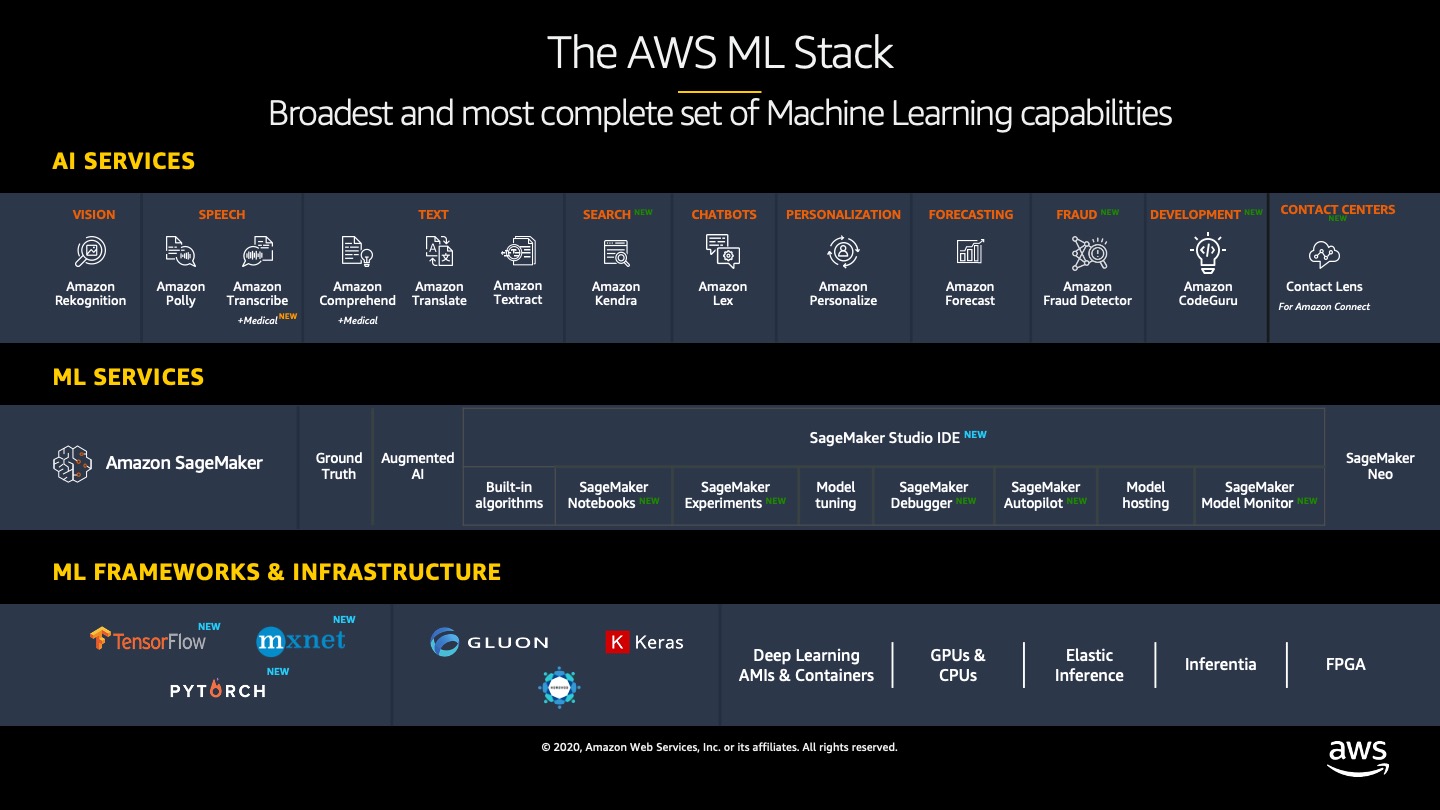 The AWS ML Stack
Broadest and most complete set of Machine Learning capabilities
AI SERVICES
VISION
Amazon
Rekognition
SPEECH
Amazon
Polly
Amazon
Transcribe
+Medical NEW
TEXT
Amazon
Comprehend
+Medical
Amazon
Translate
Amazon
Textract
SEARCH NEW
Amazon
Kendra
CHATBOTS
Amazon
Lex
PERSONALIZATION
Amazon
Personalize
FORECASTING
Amazon
Forecast
FRAUD NEW
Amazon
Fraud Detector
DEVELOPMENT NEW
Amazon
CodeGuru
CONTACT CENTERS
NEW
Contact Lens
For Amazon Connect
ML SERVICES
Amazon SageMaker
Ground
Truth
Augmented
AI
SageMaker Studio IDE NEW
Built-in
algorithms
SageMaker
Notebooks NEW
SageMaker
Experiments NEW
Model
tuning
SageMaker
Debugger NEW
SageMaker
Autopilot NEW
Model
hosting
SageMaker
Model Monitor NEW
SageMaker
Neo
ML FRAMEWORKS & INFRASTRUCTURE
TensorFlow NEW
mxnet NEW
PYTORCH NEW
GLUON
K Keras
HOROVOD
Deep Learning
AMIs & Containers
GPUs &
CPUs
Elastic
Inference
Inferentia
FPGA
© 2020, Amazon Web Services, Inc. or its affiliates. All rights reserved.
aws